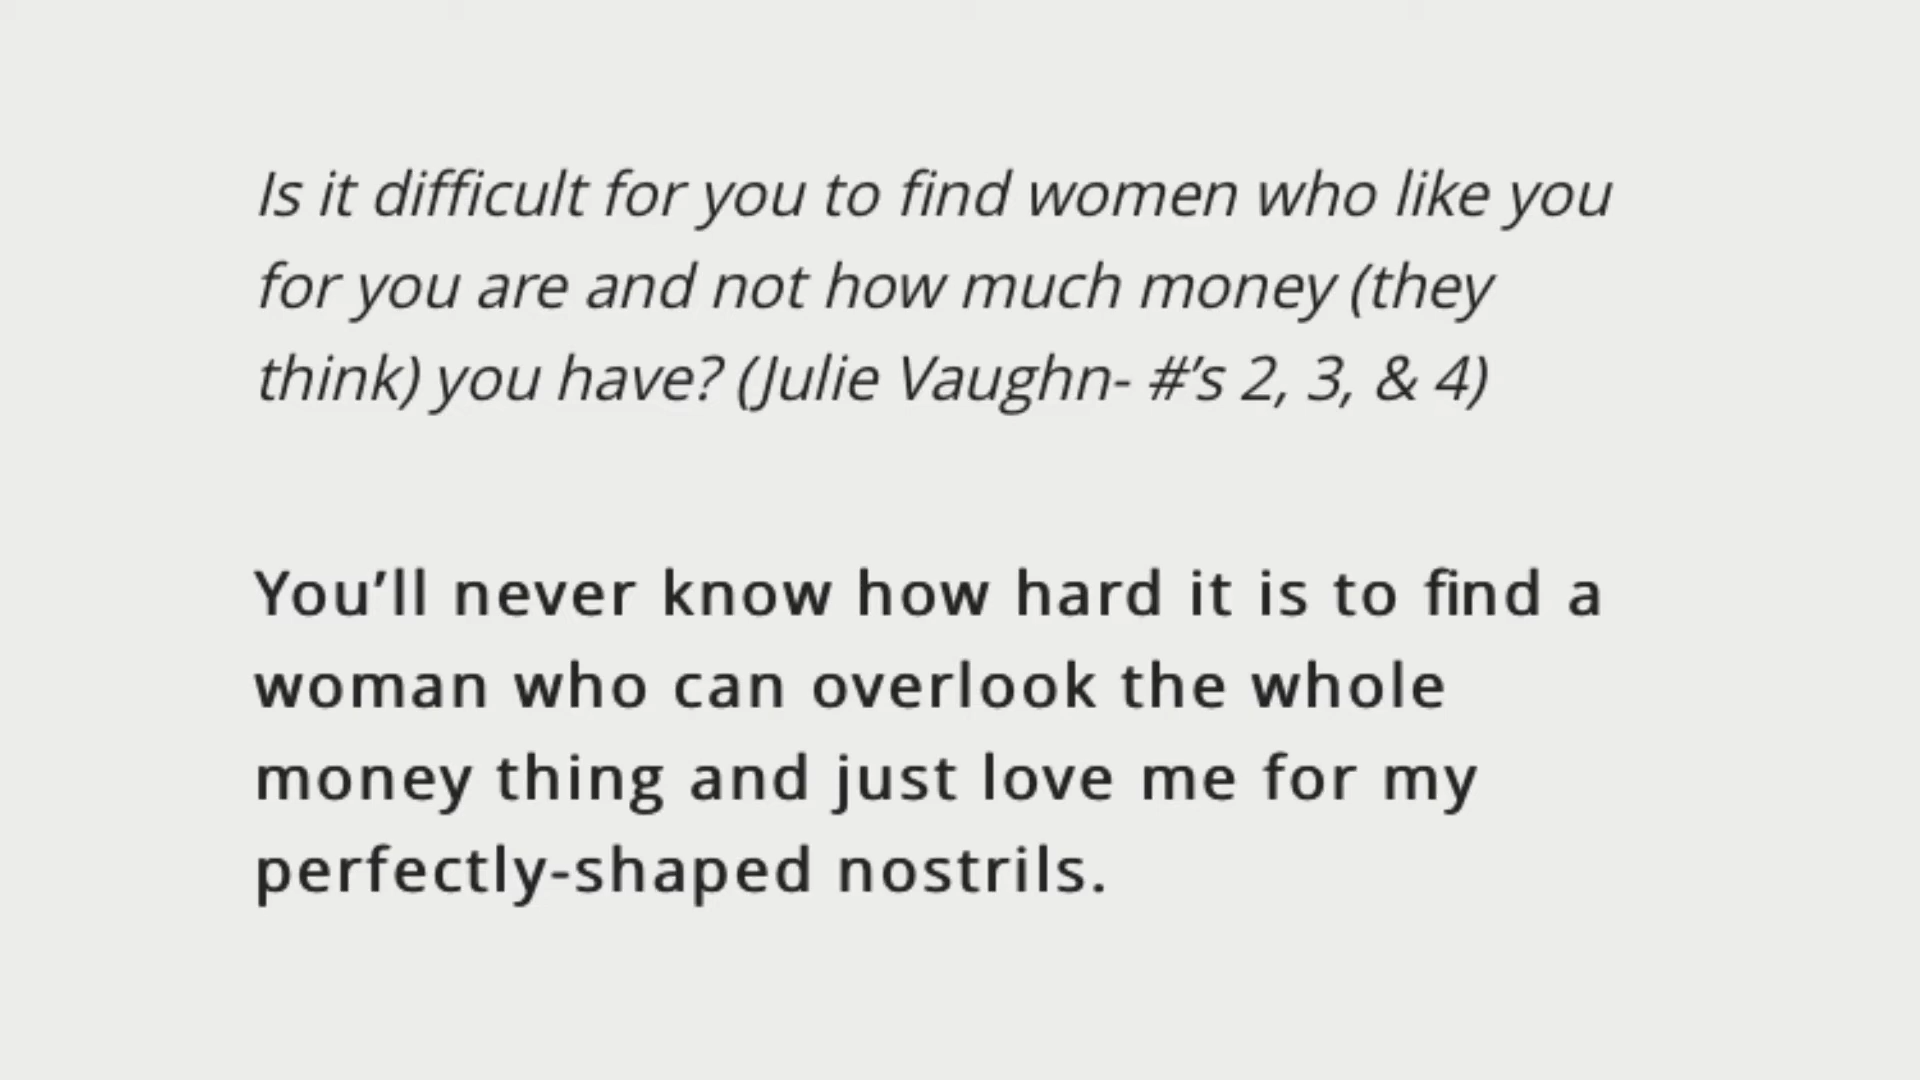 Is it difficult for you to find women who like you
for you are and not how much money (they
think) you have? (Julie Vaughn- #’s 2, 3, & 4)
You’ll never know how hard it is to find a
woman who can overlook the whole
money thing and just love me for my
perfectly-shaped nostrils.